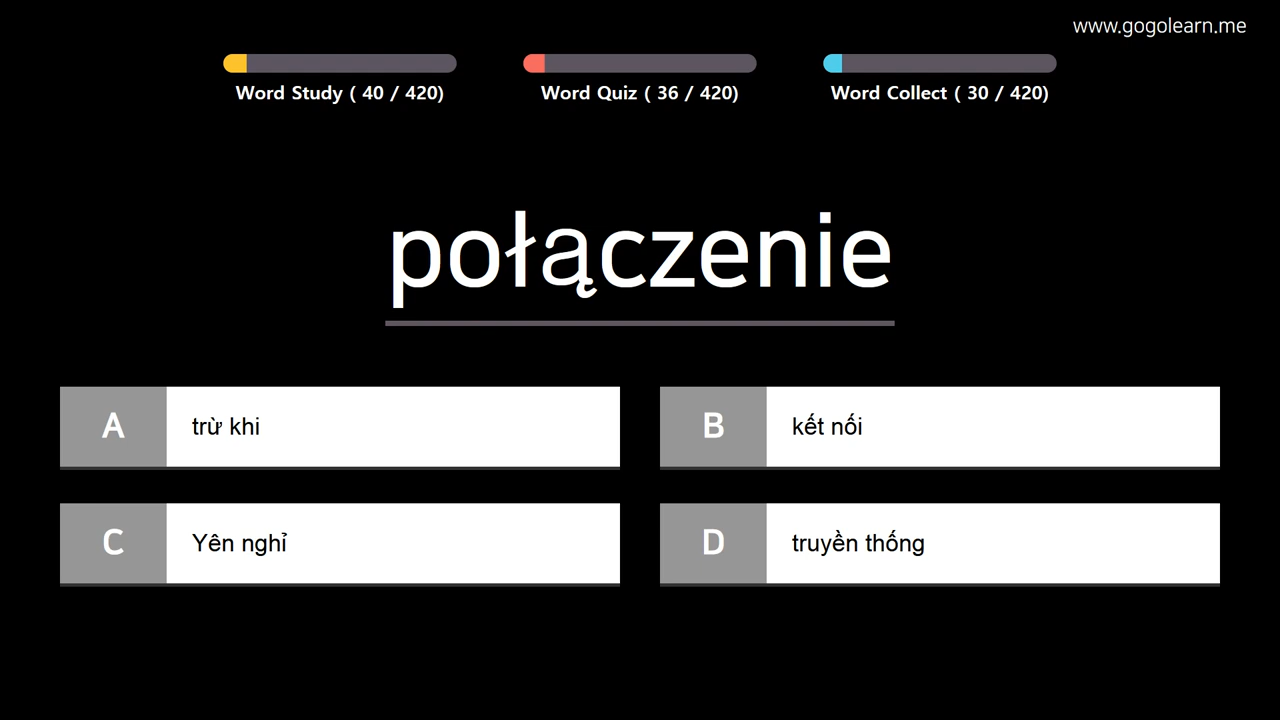 www.gogolearn.me
Word Study ( 40 / 420)
Word Quiz ( 36 / 420)
Word Collect ( 30 / 420)
połączenie
A trừ khi
B kết nối
C Yên nghỉ
D truyền thống